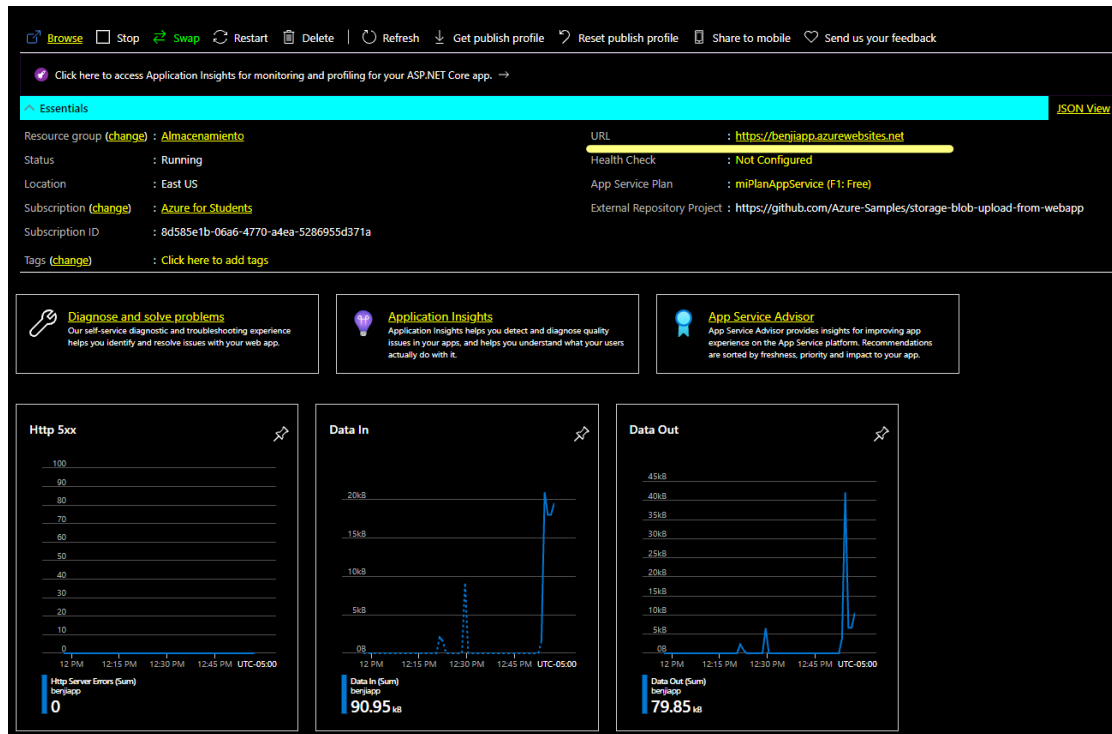 Browse Stop Swap Restart Delete Refresh Get publish profile Reset publish profile Share to mobile Send us your feedback
Click here to access Application Insights for monitoring and profiling for your ASP.NET Core app. →
Essentials JSON View
Resource group (change) : Almacenamiento
Status : Running
Location : East US
Subscription (change) : Azure for Students
Subscription ID : 8d585e1b-06a6-4770-a4ea-5286955d371a
Tags (change) : Click here to add tags
URL : https://benjiapp.azurewebsites.net
Health Check : Not Configured
App Service Plan : miPlanAppService (F1: Free)
External Repository Project : https://github.com/Azure-Samples/storage-blob-upload-from-webapp
Diagnose and solve problems
Our self-service diagnostic and troubleshooting experience
helps you identify and resolve issues with your web app.
Application Insights
Application Insights helps you detect and diagnose quality
issues in your apps, and helps you understand what your users
actually do with it.
App Service Advisor
App Service Advisor provides insights for improving app
experience on the App Service platform. Recommendations
are sorted by freshness, priority and impact to your app.
Http 5xx
100
90
80
70
60
50
40
30
20
10
0
12 PM 12:15 PM 12:30 PM 12:45 PM UTC-05:00
Http Server Errors (Sum)
benjiapp
0
Data In
20kB
15kB
10kB
5kB
0B
12 PM 12:15 PM 12:30 PM 12:45 PM UTC-05:00
Data In (Sum)
benjiapp
90.95 kB
Data Out
45kB
40kB
35kB
30kB
25kB
20kB
15kB
10kB
5kB
0B
12 PM 12:15 PM 12:30 PM 12:45 PM UTC-05:00
Data Out (Sum)
benjiapp
79.85 kB